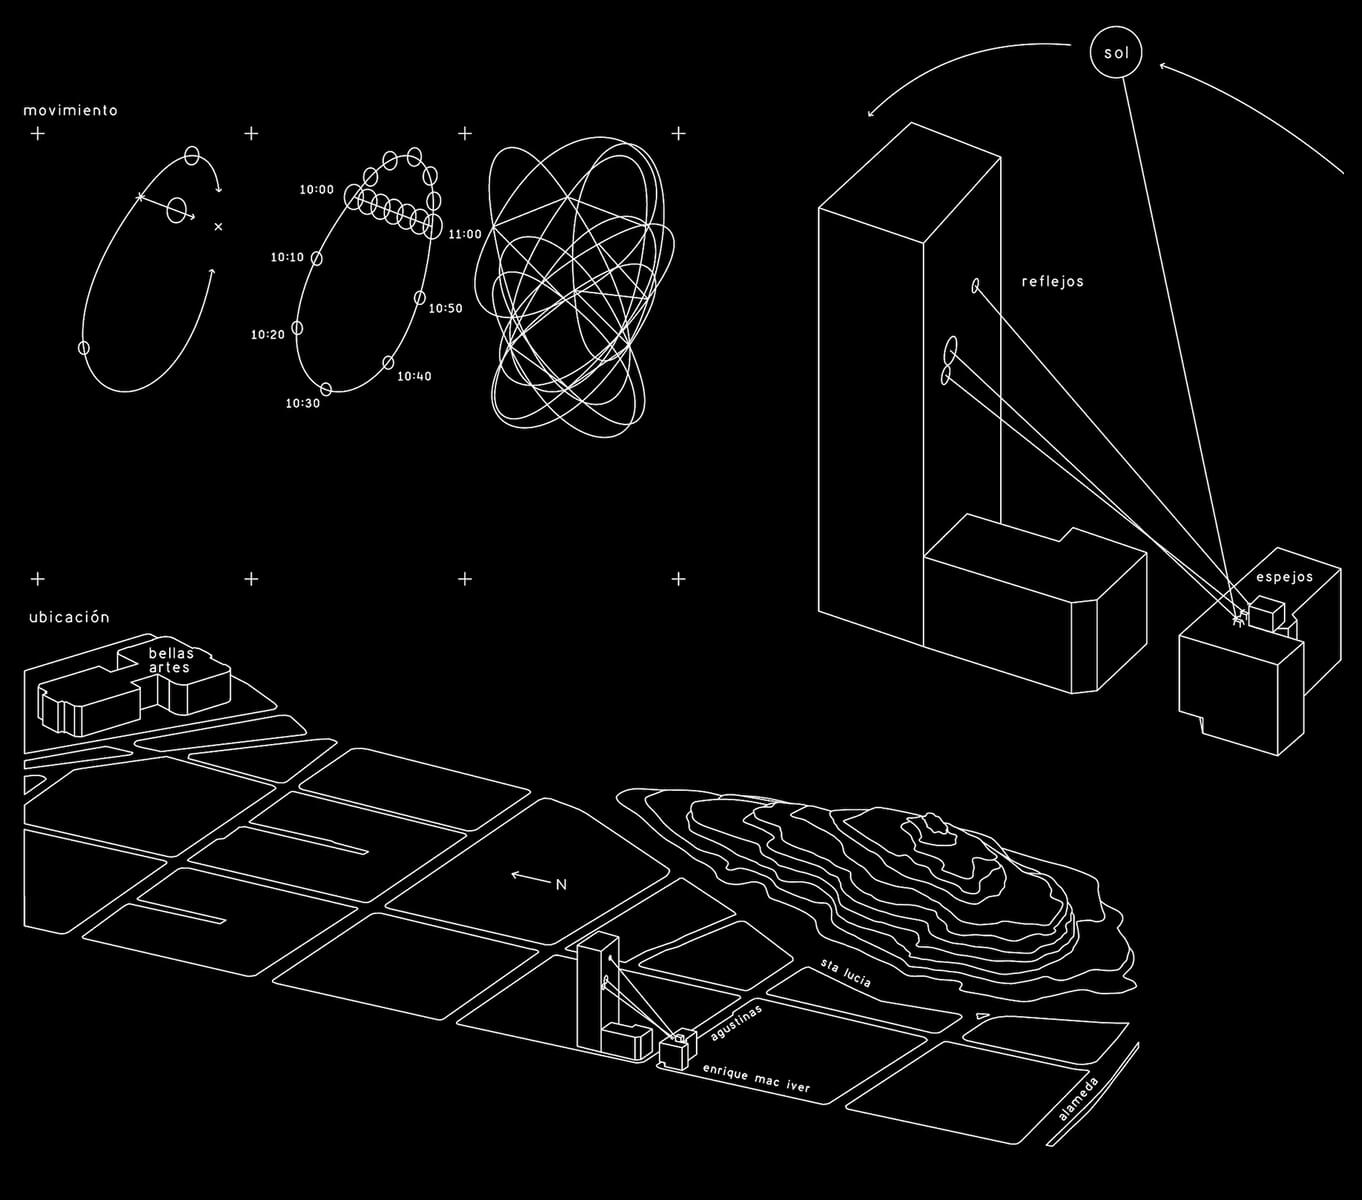 movimiento
10:00
11:00
10:10
10:50
10:20
10:40
10:30
sol
reflejos
espejos
ubicación
bellas
artes
N
sta lucia
agustinas
enrique mac iver
alameda